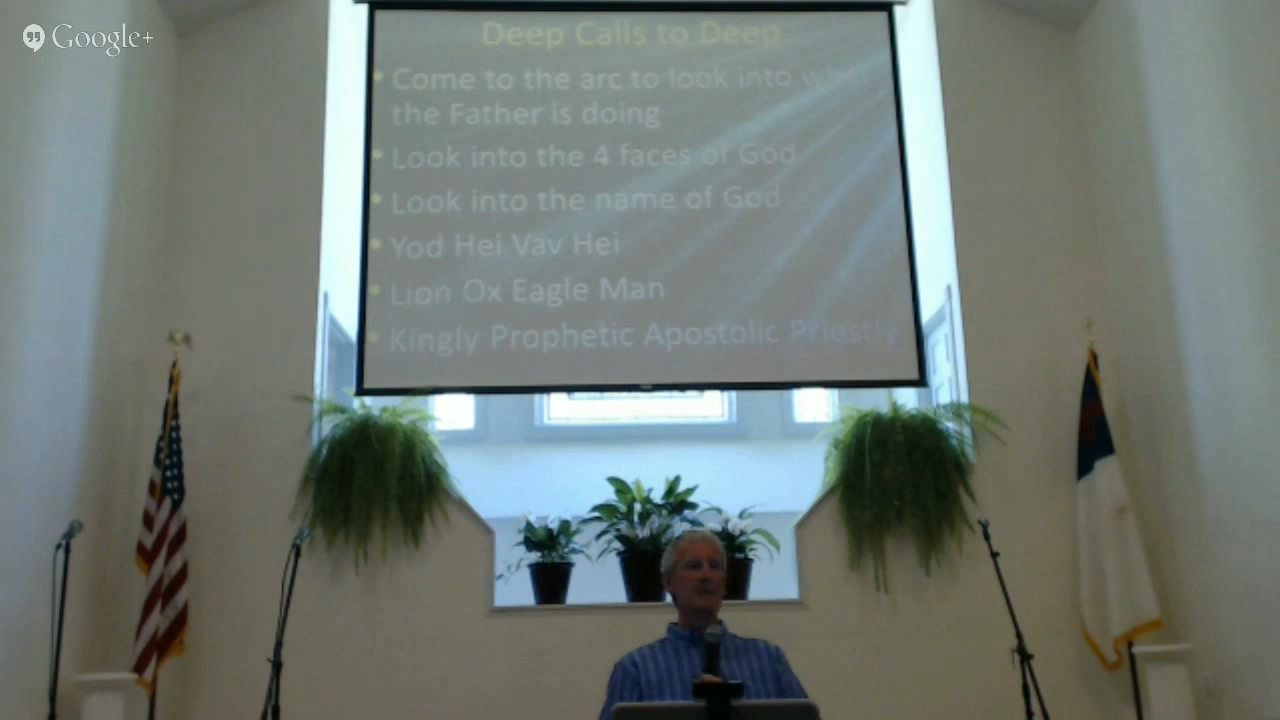 Google+
Deep Calls to Deep
Come to the arc to look into what
the Father is doing
Look into the 4 faces of God
Look into the name of God
Yod Hei Vav Hei
Lion Ox Eagle Man
Kingly Prophetic Apostolic Priestly